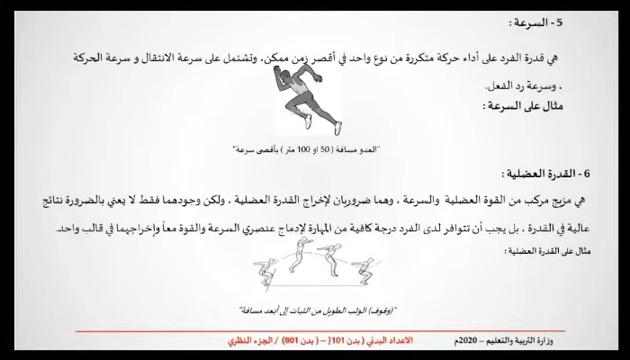 5 - السرعة :
هي قدرة الفرد على أداء حركة متكررة من نوع واحد في أقصر زمن ممكن، وتشتمل على سرعة الانتقال و سرعة الحركة
، وسرعة رد الفعل.
مثال على السرعة :
"العدو مسافة ( 50 او 100 متر ) بأقصى سرعة"
6 - القدرة العضلية :
هي مزيج مركب من القوة العضلية والسرعة ، وهما ضروريان لإخراج القدرة العضلية ، ولكن وجودهما فقط لا يعني بالضرورة نتائج
عالية في القدرة ، بل يجب أن تتوافر لدى الفرد درجة كافية من المهارة لإدماج عنصري السرعة والقوة معاً وإخراجهما في قالب واحد.
مثال على القدرة العضلية :
"(وقوف) الوثب الطويل من الثبات إلى أبعد مسافة"
وزارة التربية والتعليم – 2020م
الاعداد البدني ( بدن 101) – ( بدن 801) / الجزء النظري